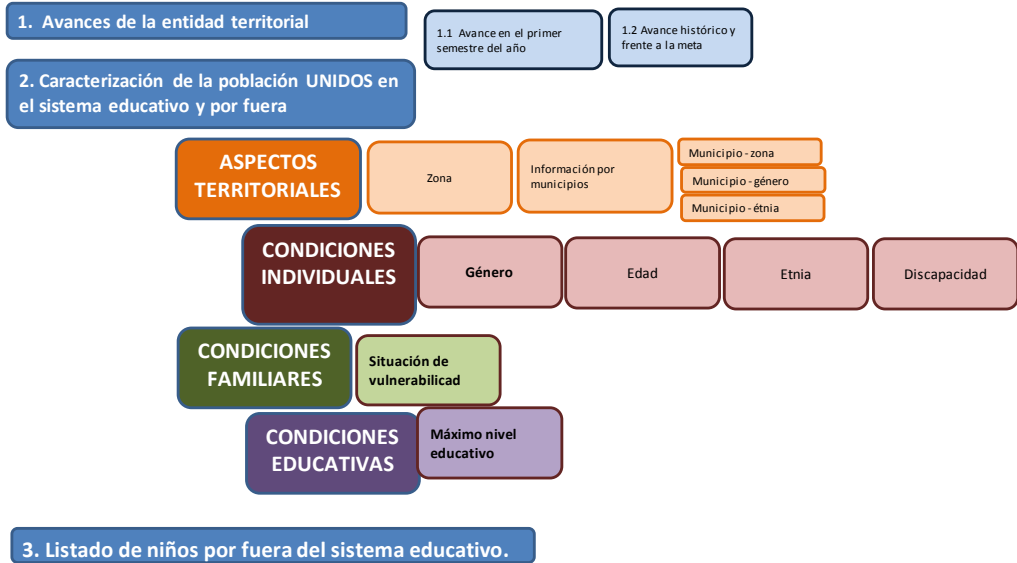 1. Avances de la entidad territorial
1.1 Avance en el primer
semestre del año
1.2 Avance histórico y
frente a la meta
2. Caracterización de la población UNIDOS en
el sistema educativo y por fuera
ASPECTOS
TERRITORIALES
Zona
Información por
municipios
Municipio - zona
Municipio - género
Municipio - étnia
CONDICIONES
INDIVIDUALES
Género
Edad
Etnia
Discapacidad
CONDICIONES
FAMILIARES
Situación de
vulnerabilicad
CONDICIONES
EDUCATIVAS
Máximo nivel
educativo
3. Listado de niños por fuera del sistema educativo.